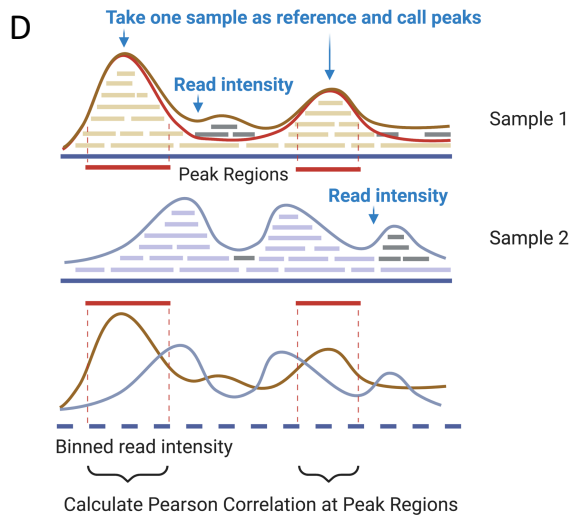 D
Take one sample as reference and call peaks
Read intensity
Sample 1
Peak Regions
Read intensity
Sample 2
Binned read intensity
Calculate Pearson Correlation at Peak Regions